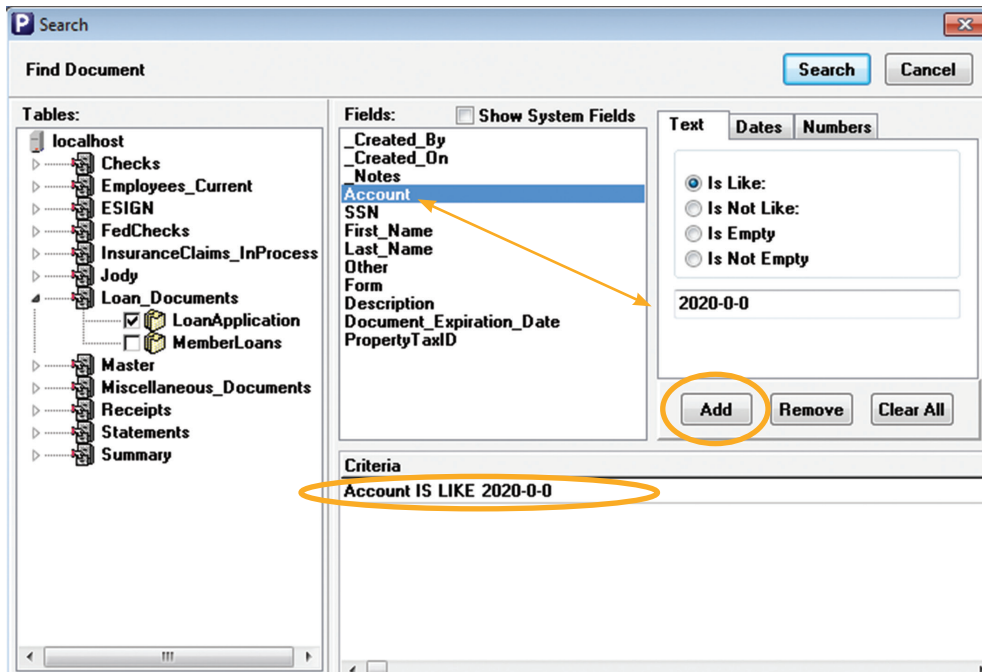 P Search
Find Document
Search
Cancel
Tables:
localhost
Checks
Employees_Current
ESIGN
FedChecks
InsuranceClaims_InProcess
Jody
Loan_Documents
LoanApplication
MemberLoans
Master
Miscellaneous_Documents
Receipts
Statements
Summary
Fields:
Show System Fields
_Created_By
_Created_On
_Notes
Account
SSN
First_Name
Last_Name
Other
Form
Description
Document_Expiration_Date
PropertyTaxID
Text
Dates
Numbers
Is Like:
Is Not Like:
Is Empty
Is Not Empty
2020-0-0
Add
Remove
Clear All
Criteria
Account IS LIKE 2020-0-0